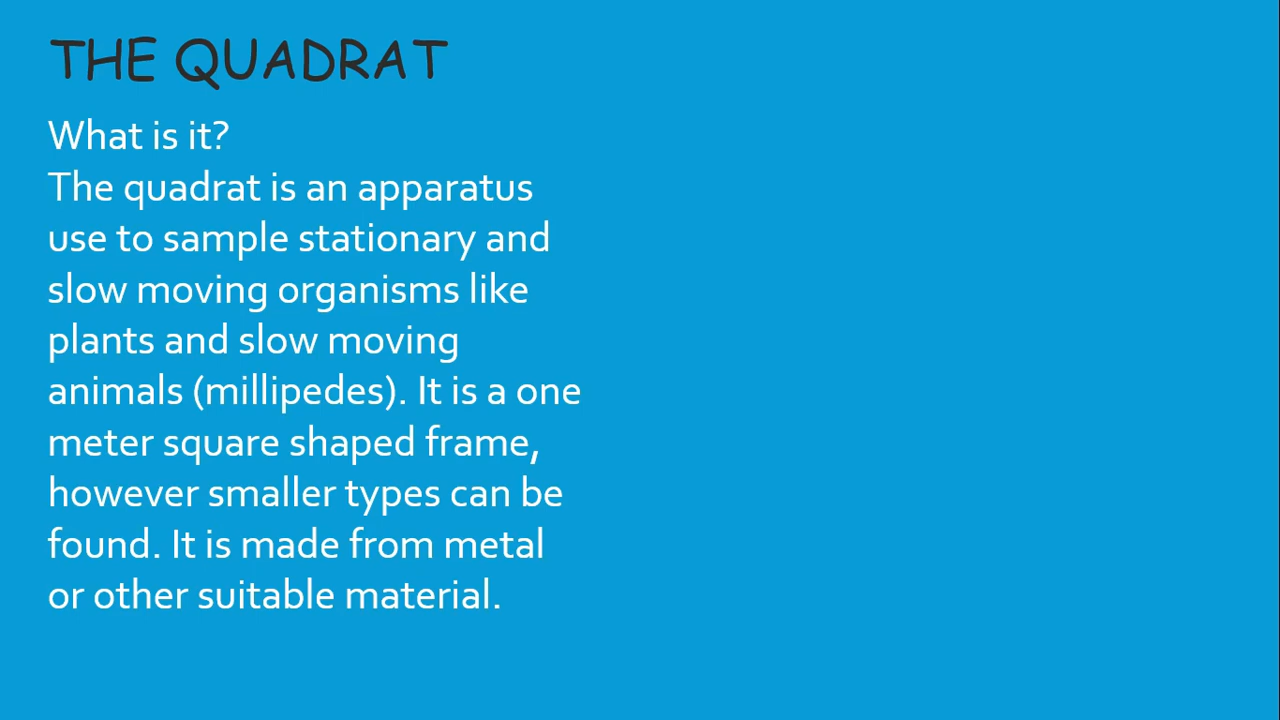 THE QUADRAT
What is it?
The quadrat is an apparatus
use to sample stationary and
slow moving organisms like
plants and slow moving
animals (millipedes). It is a one
meter square shaped frame,
however smaller types can be
found. It is made from metal
or other suitable material.